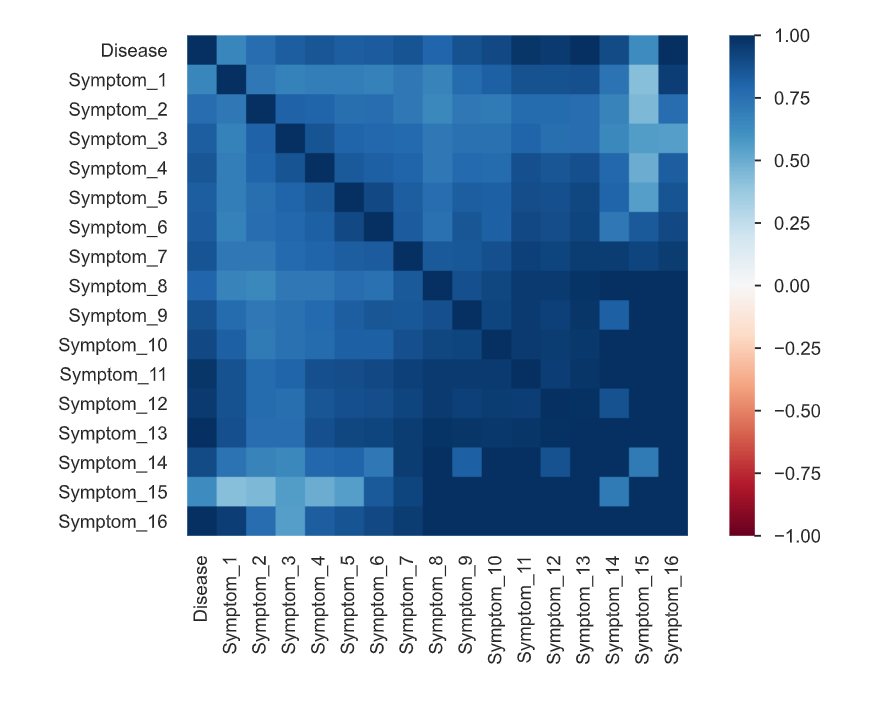 Disease
Symptom_1
Symptom_2
Symptom_3
Symptom_4
Symptom_5
Symptom_6
Symptom_7
Symptom_8
Symptom_9
Symptom_10
Symptom_11
Symptom_12
Symptom_13
Symptom_14
Symptom_15
Symptom_16
Disease
Symptom_1
Symptom_2
Symptom_3
Symptom_4
Symptom_5
Symptom_6
Symptom_7
Symptom_8
Symptom_9
Symptom_10
Symptom_11
Symptom_12
Symptom_13
Symptom_14
Symptom_15
Symptom_16
1.00
0.75
0.50
0.25
0.00
−0.25
−0.50
−0.75
−1.00